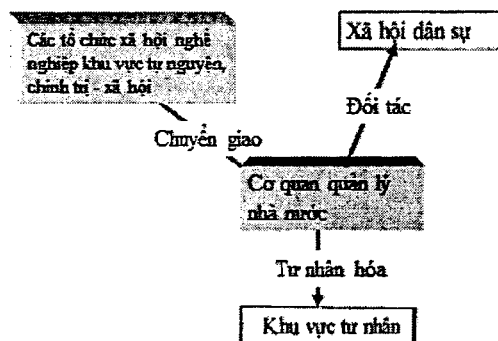 Các tổ chức xã hội nghề
nghiệp khu vực tư nguyện,
chính trị - xã hội
Xã hội dân sự
Chuyển giao
Đối tác
Cơ quan quản lý
nhà nước
Tư nhân hóa
Khu vực tư nhân